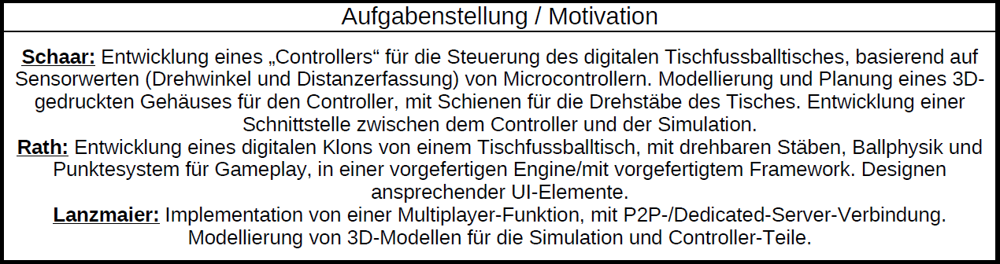 Aufgabenstellung / Motivation
Schaar: Entwicklung eines „Controllers“ für die Steuerung des digitalen Tischfussballtisches, basierend auf
Sensorwerten (Drehwinkel und Distanzerfassung) von Microcontrollern. Modellierung und Planung eines 3D-
gedruckten Gehäuses für den Controller, mit Schienen für die Drehstäbe des Tisches. Entwicklung einer
Schnittstelle zwischen dem Controller und der Simulation.
Rath: Entwicklung eines digitalen Klons von einem Tischfussballtisch, mit drehbaren Stäben, Ballphysik und
Punktesystem für Gameplay, in einer vorgefertigen Engine/mit vorgefertigtem Framework. Designen
ansprechender UI-Elemente.
Lanzmaier: Implementation von einer Multiplayer-Funktion, mit P2P-/Dedicated-Server-Verbindung.
Modellierung von 3D-Modellen für die Simulation und Controller-Teile.